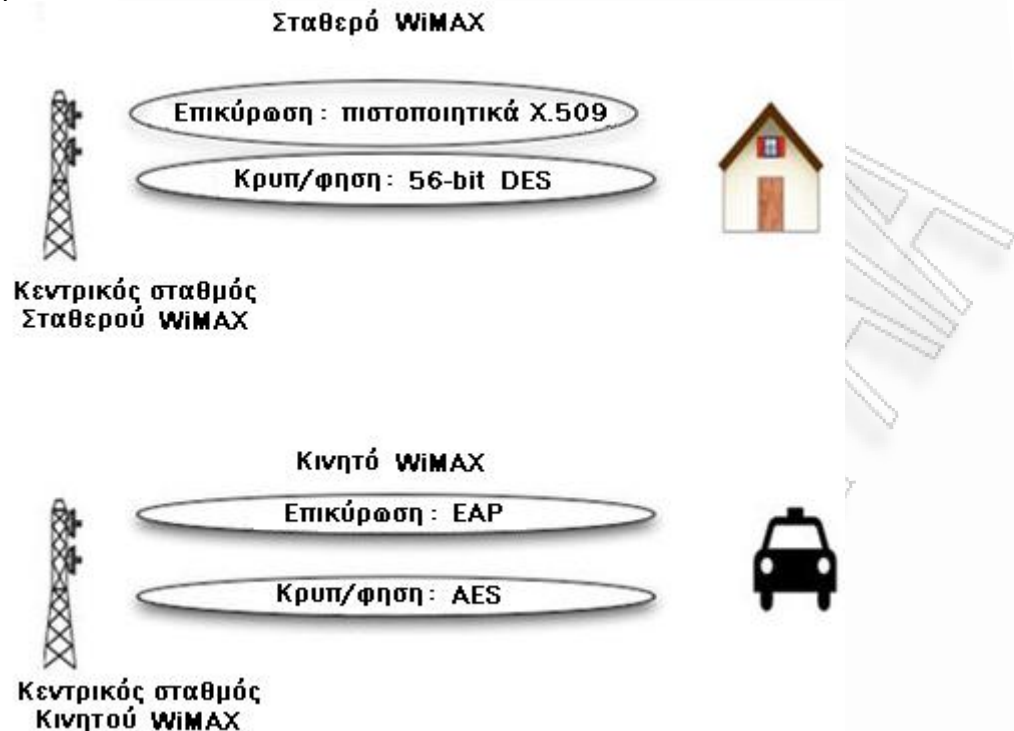 Σταθερό WiMAX
Επικύρωση : πιστοποιητικά X.509
Κρυπ/φηση : 56-bit DES
Κεντρικός σταθμός
Σταθερού WiMAX
Κινητό WiMAX
Επικύρωση : EAP
Κρυπ/φηση : AES
Κεντρικός σταθμός
Κινητού WiMAX